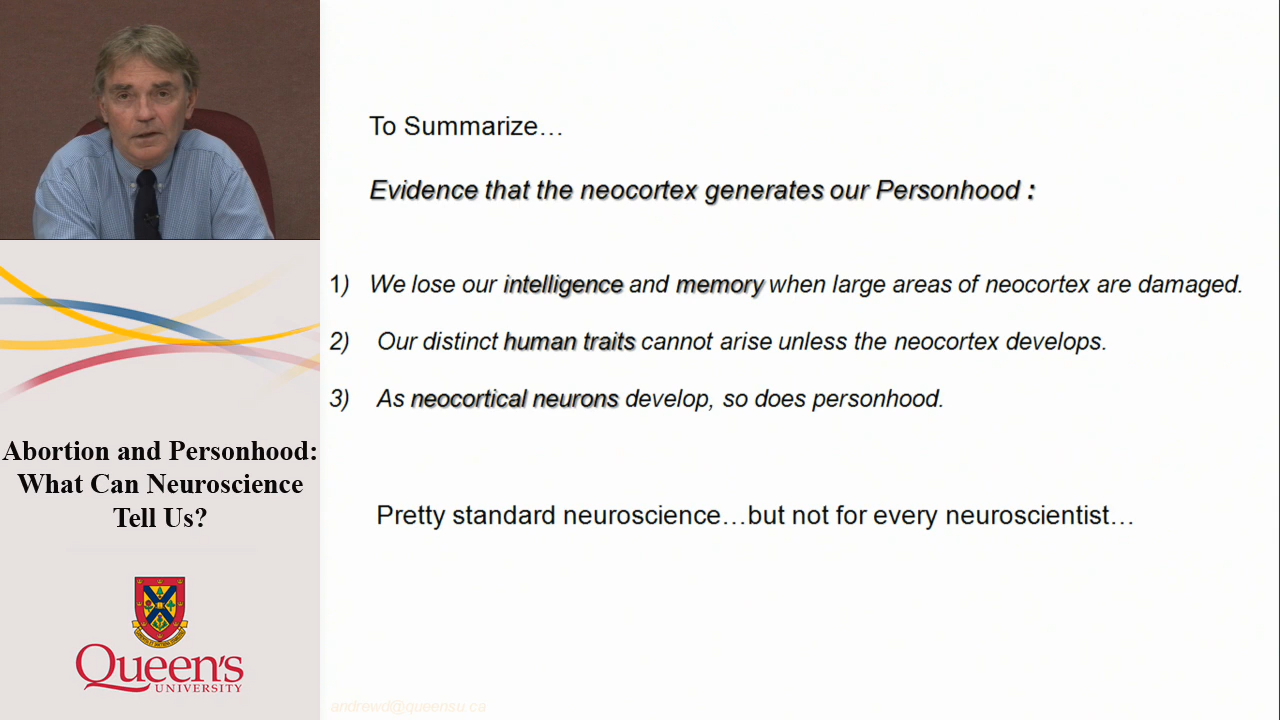 To Summarize…
Evidence that the neocortex generates our Personhood :
1) We lose our intelligence and memory when large areas of neocortex are damaged.
2) Our distinct human traits cannot arise unless the neocortex develops.
3) As neocortical neurons develop, so does personhood.
Pretty standard neuroscience…but not for every neuroscientist…
andrewd@queensu.ca
Abortion and Personhood:
What Can Neuroscience
Tell Us?
Queen's
UNIVERSITY